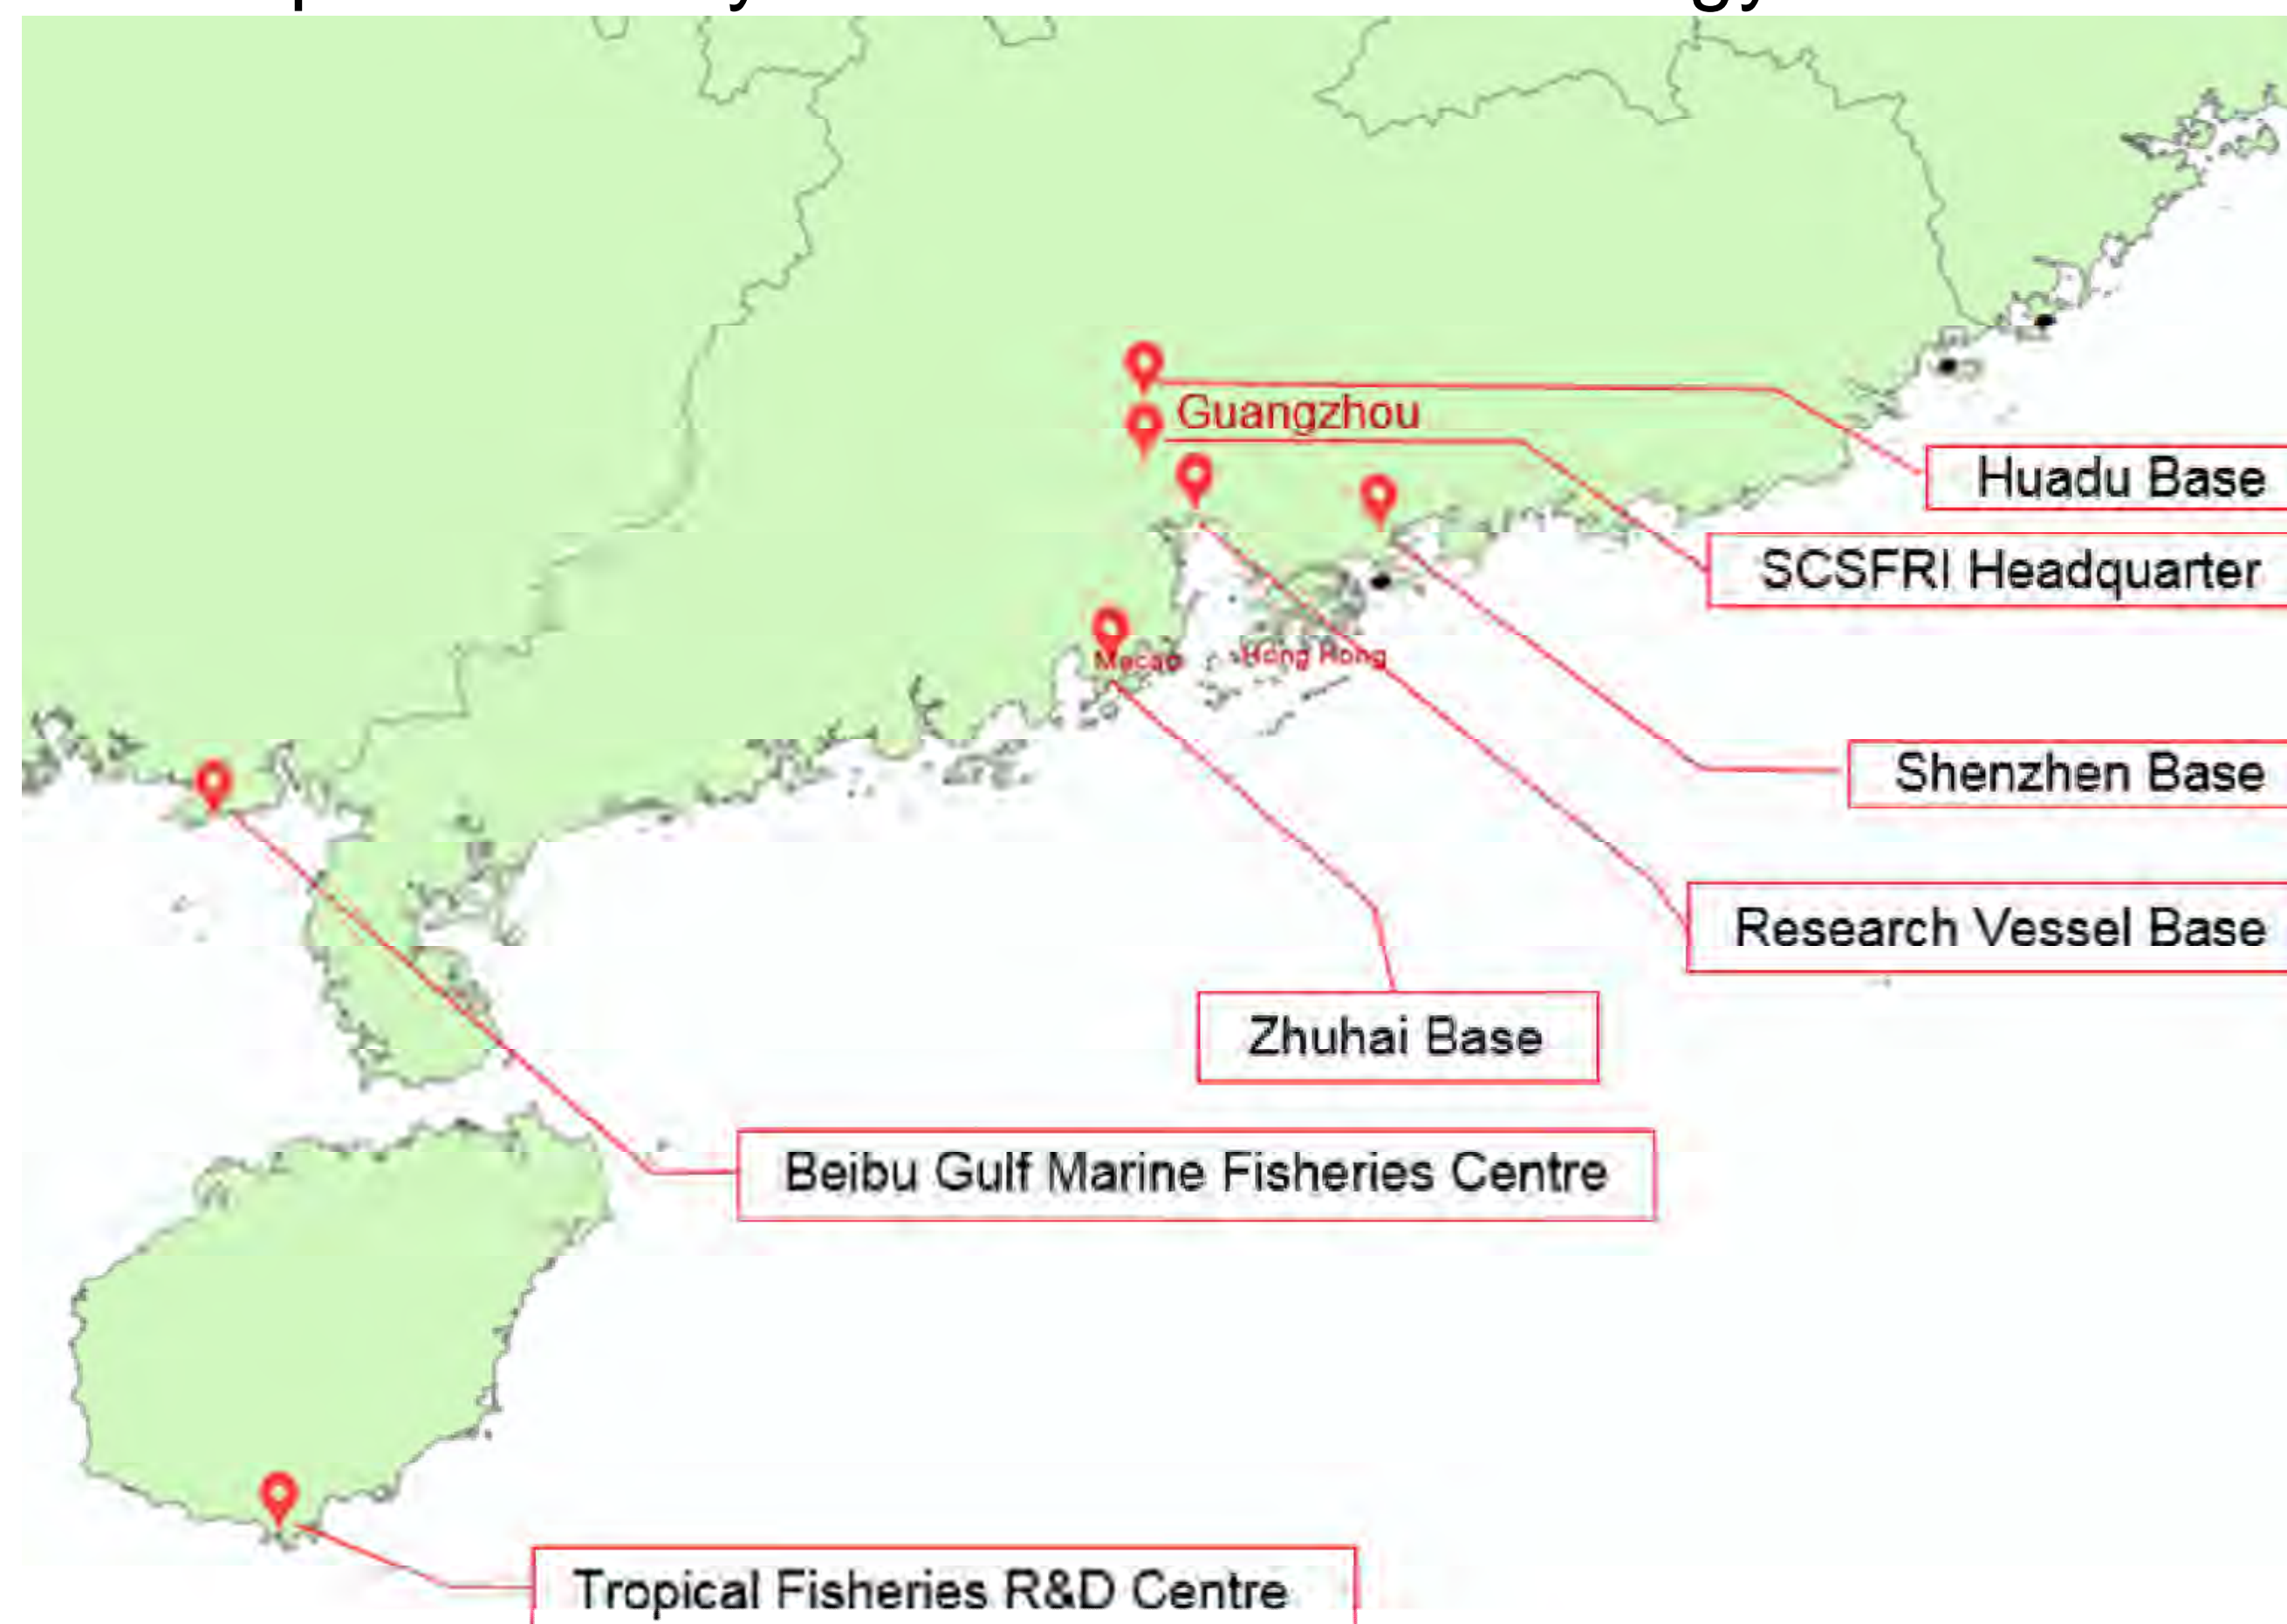 Guangzhou
Huadu Base
SCSFRI Headquarter
Macao
Hong Kong
Shenzhen Base
Research Vessel Base
Zhuhai Base
Beibu Gulf Marine Fisheries Centre
Tropical Fisheries R&D Centre